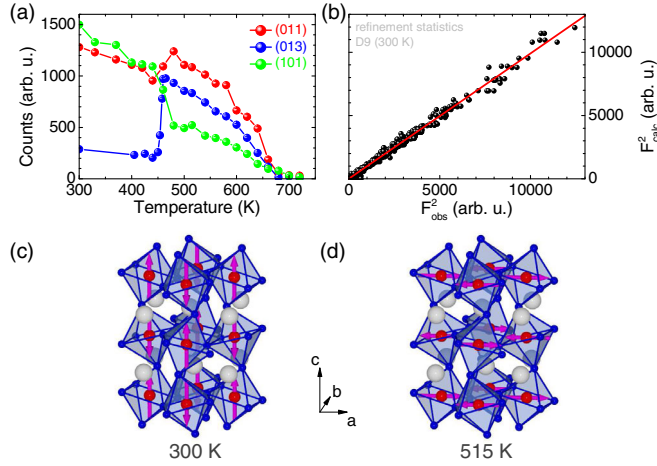 (a)
1500
1000
500
0
Counts (arb. u.)
300
400
500
600
700
Temperature (K)
(011)
(013)
(101)
(b)
refinement statistics
D9 (300 K)
0
5000
10000
F²obs (arb. u.)
10000
5000
0
F²calc (arb. u.)
(c)
300 K
c
b
a
(d)
515 K